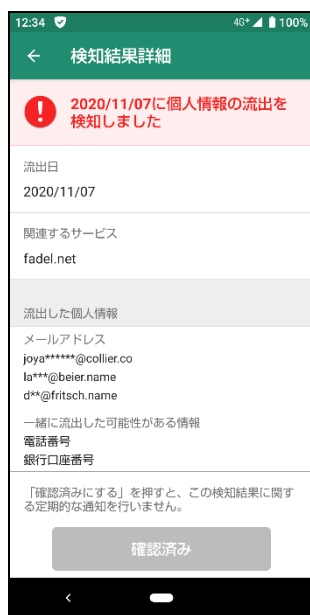 12:34
4G+ 100%
検知結果詳細
2020/11/07に個人情報の流出を
検知しました
流出日
2020/11/07
関連するサービス
fadel.net
流出した個人情報
メールアドレス
joya******@collier.co
la***@beier.name
d**@fritsch.name
一緒に流出した可能性がある情報
電話番号
銀行口座番号
「確認済みにする」を押すと、この検知結果に関す
る定期的な通知を行いません。
確認済み